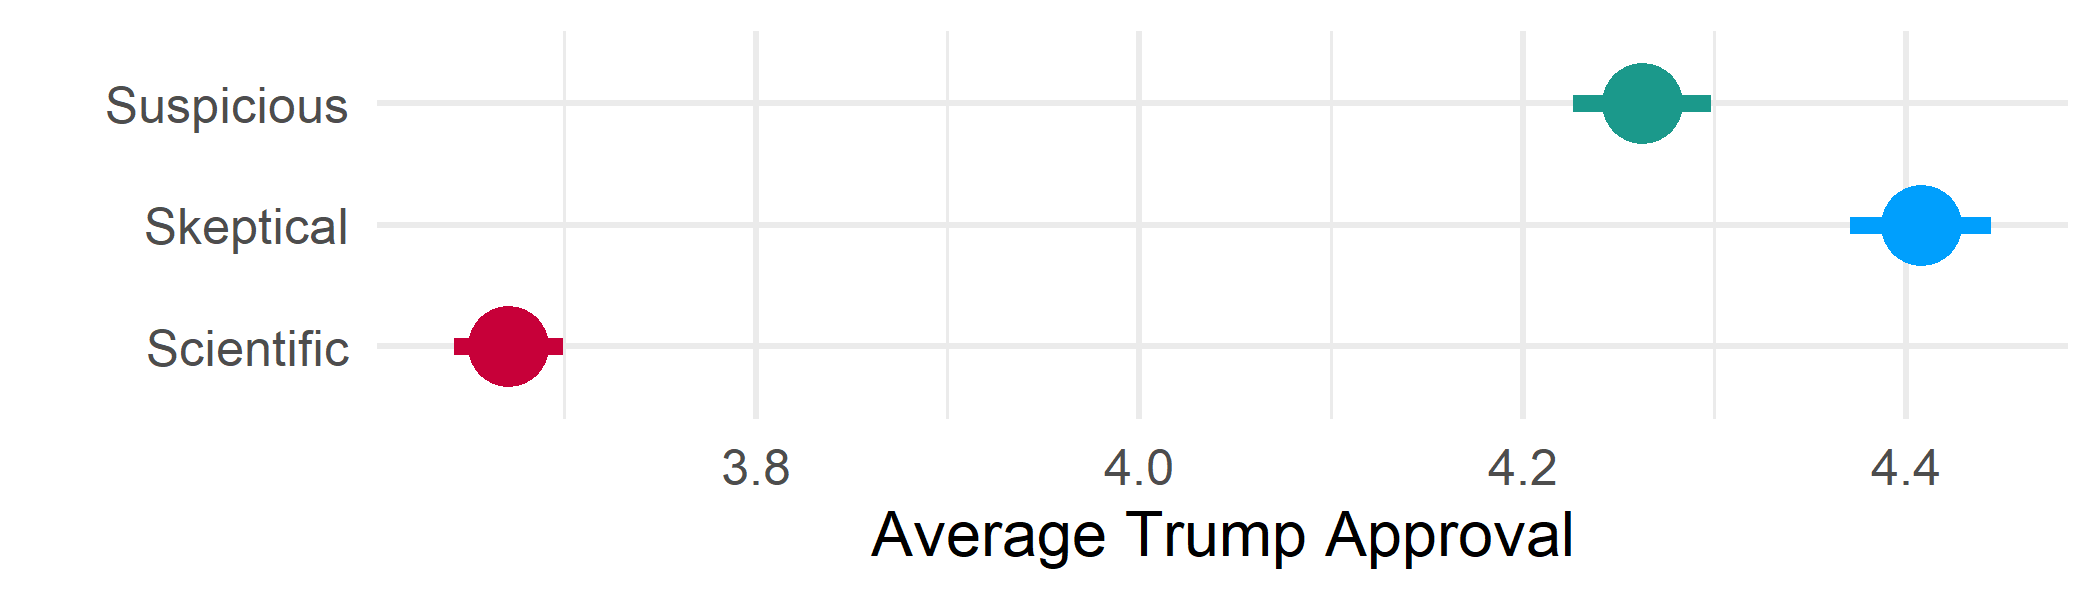 Suspicious
Skeptical
Scientific
3.8 4.0 4.2 4.4
Average Trump Approval